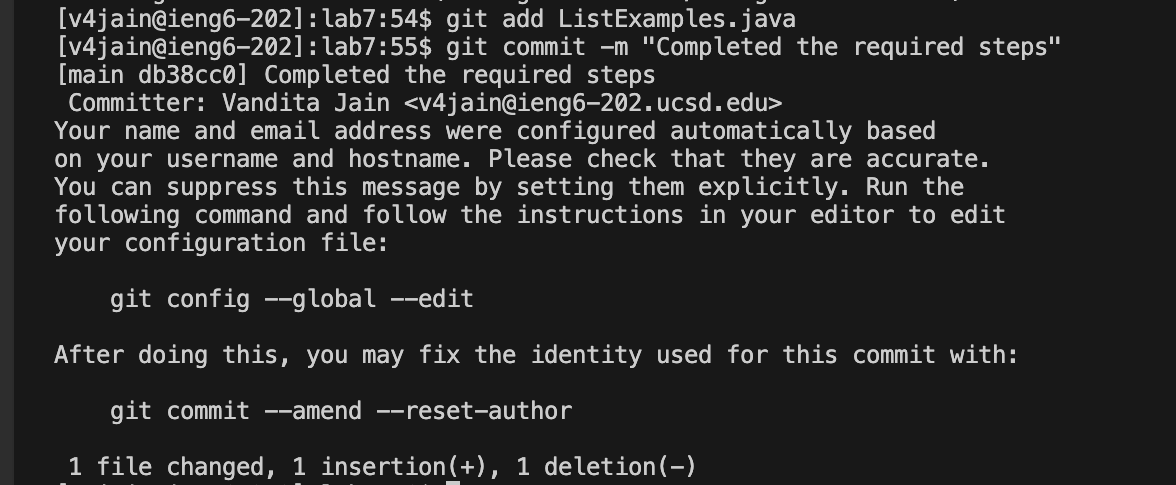 [v4jain@ieng6-202]:lab7:54$ git add ListExamples.java
[v4jain@ieng6-202]:lab7:55$ git commit -m "Completed the required steps"
[main db38cc0] Completed the required steps
 Committer: Vandita Jain <v4jain@ieng6-202.ucsd.edu>
Your name and email address were configured automatically based
on your username and hostname. Please check that they are accurate.
You can suppress this message by setting them explicitly. Run the
following command and follow the instructions in your editor to edit
your configuration file:

    git config --global --edit

After doing this, you may fix the identity used for this commit with:

    git commit --amend --reset-author

 1 file changed, 1 insertion(+), 1 deletion(-)